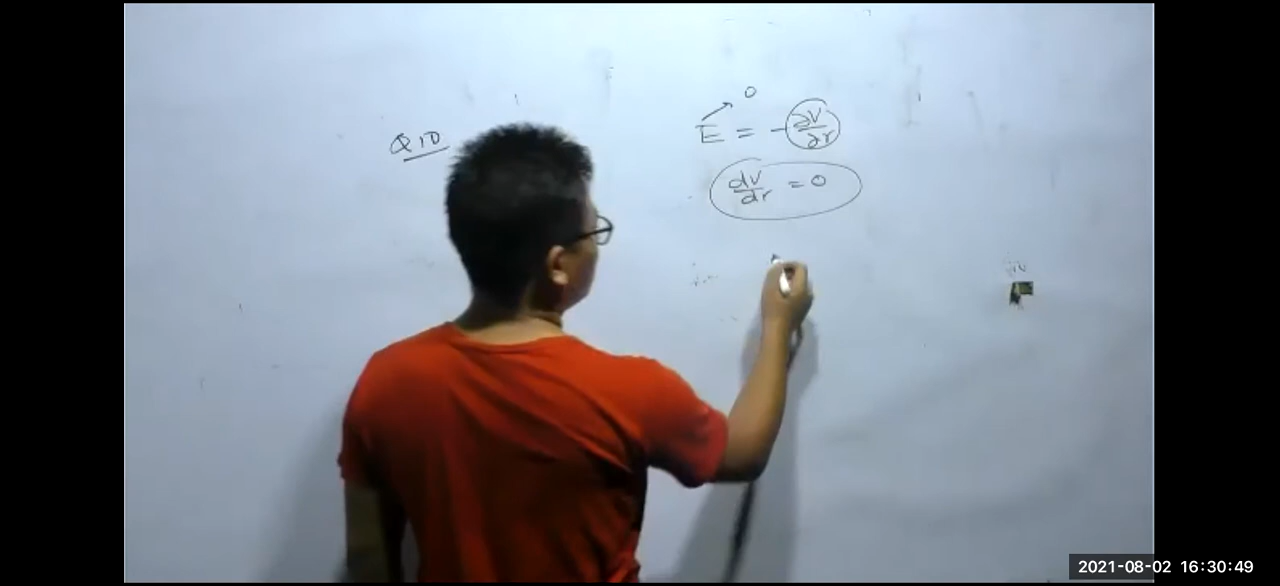 Q10
0
E = - ∂V/∂r
dV/dr = 0
2021-08-02 16:30:49